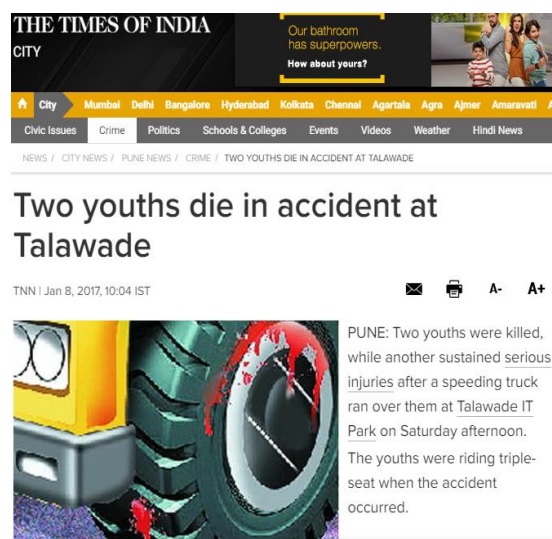 THE TIMES OF INDIA
CITY
Our bathroom
has superpowers.
How about yours?
City Mumbai Delhi Bangalore Hyderabad Kolkata Chennai Agartala Agra Ajmer Amaravati
Civic Issues Crime Politics Schools & Colleges Events Videos Weather Hindi News
NEWS / CITY NEWS / PUNE NEWS / CRIME / TWO YOUTHS DIE IN ACCIDENT AT TALAWADE
Two youths die in accident at
Talawade
TNN | Jan 8, 2017, 10:04 IST
A- A+
PUNE: Two youths were killed,
while another sustained serious
injuries after a speeding truck
ran over them at Talawade IT
Park on Saturday afternoon.
The youths were riding triple-
seat when the accident
occurred.